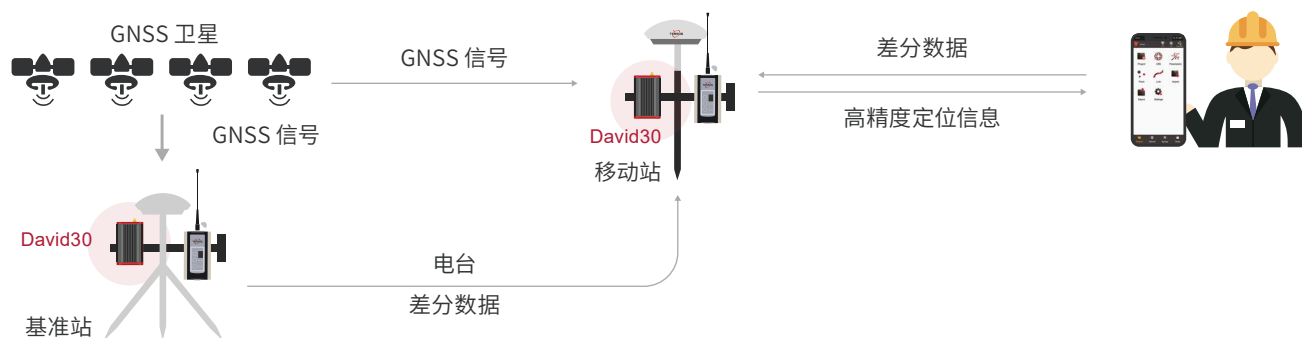 GNSS 卫星
GNSS 信号
GNSS 信号
David30
移动站
差分数据
高精度定位信息
David30
基准站
电台
差分数据